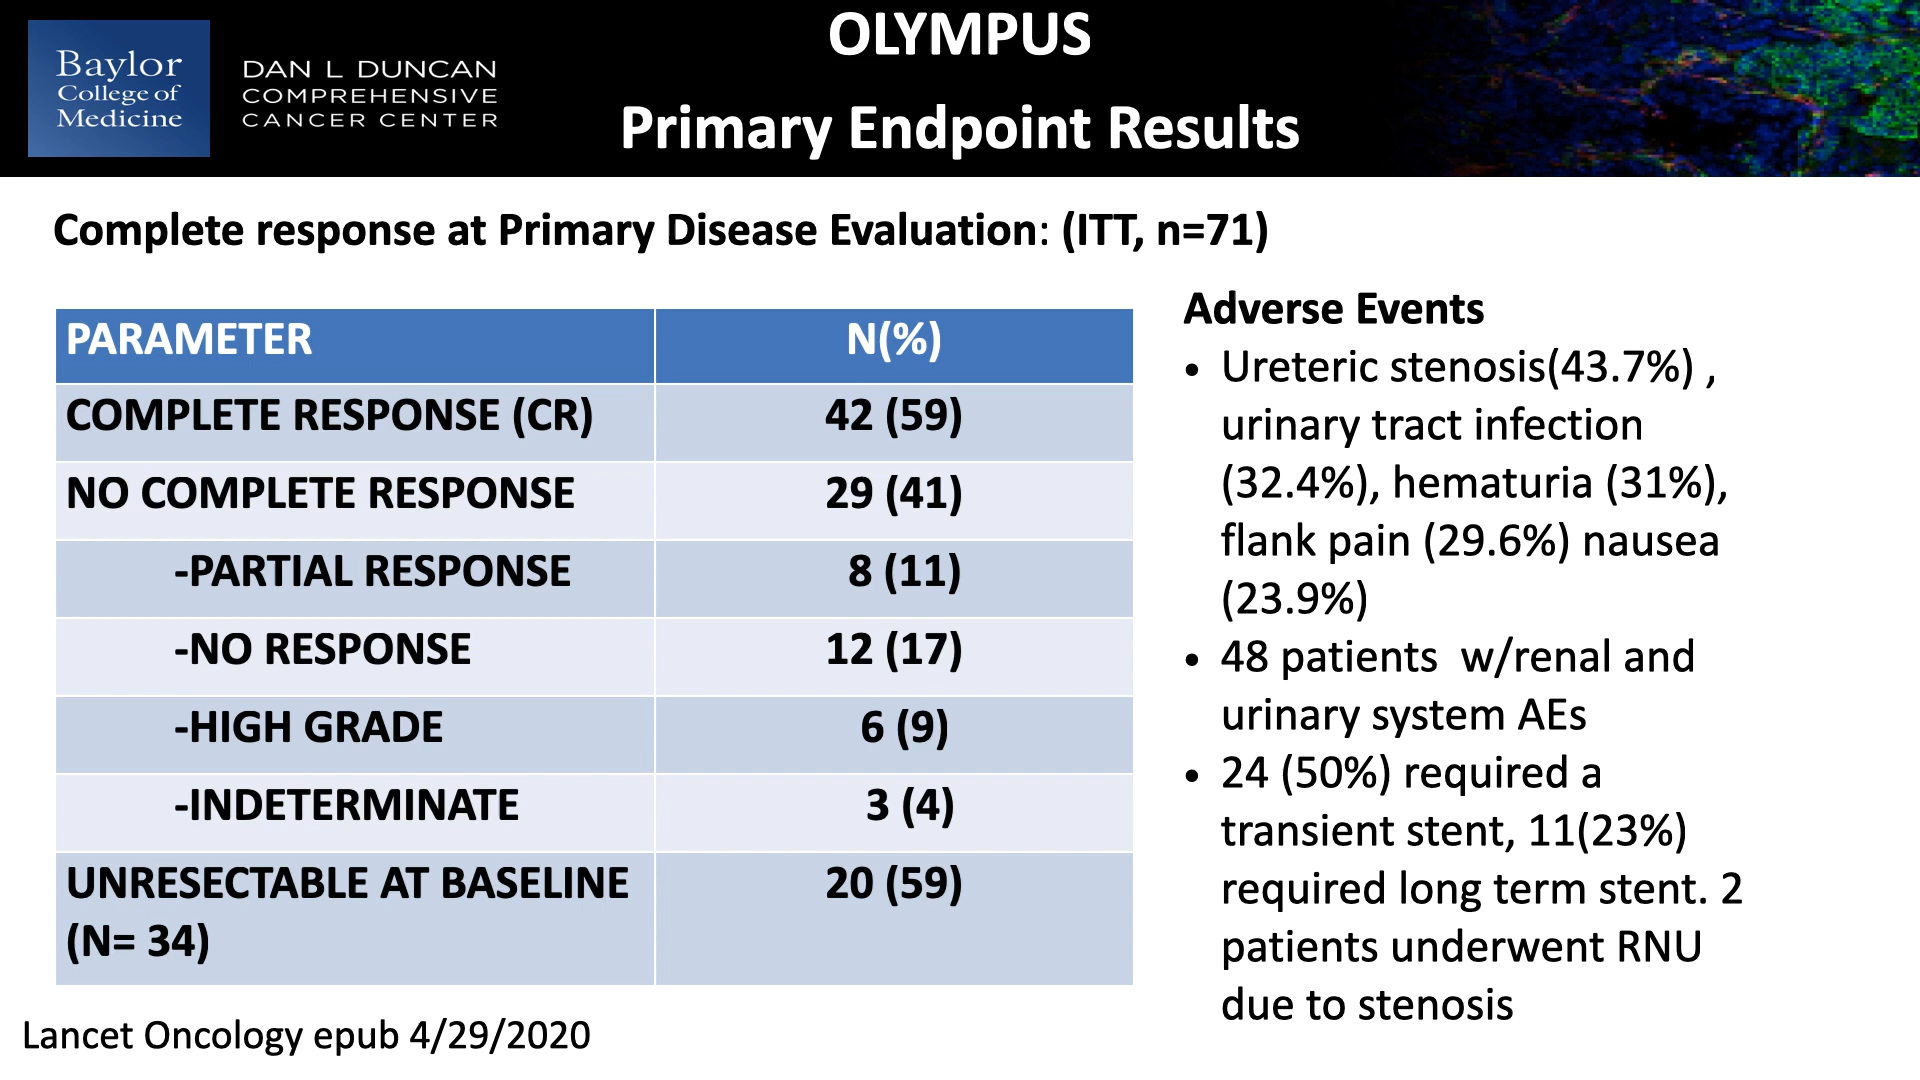 Baylor
College of
Medicine
DAN L DUNCAN
COMPREHENSIVE
CANCER CENTER
OLYMPUS
Primary Endpoint Results
Complete response at Primary Disease Evaluation: (ITT, n=71)
PARAMETER N(%)
COMPLETE RESPONSE (CR) 42 (59)
NO COMPLETE RESPONSE 29 (41)
-PARTIAL RESPONSE 8 (11)
-NO RESPONSE 12 (17)
-HIGH GRADE 6 (9)
-INDETERMINATE 3 (4)
UNRESECTABLE AT BASELINE 20 (59)
(N= 34)
Adverse Events
• Ureteric stenosis(43.7%) ,
urinary tract infection
(32.4%), hematuria (31%),
flank pain (29.6%) nausea
(23.9%)
• 48 patients  w/renal and
urinary system AEs
• 24 (50%) required a
transient stent, 11(23%)
required long term stent. 2
patients underwent RNU
due to stenosis
Lancet Oncology epub 4/29/2020